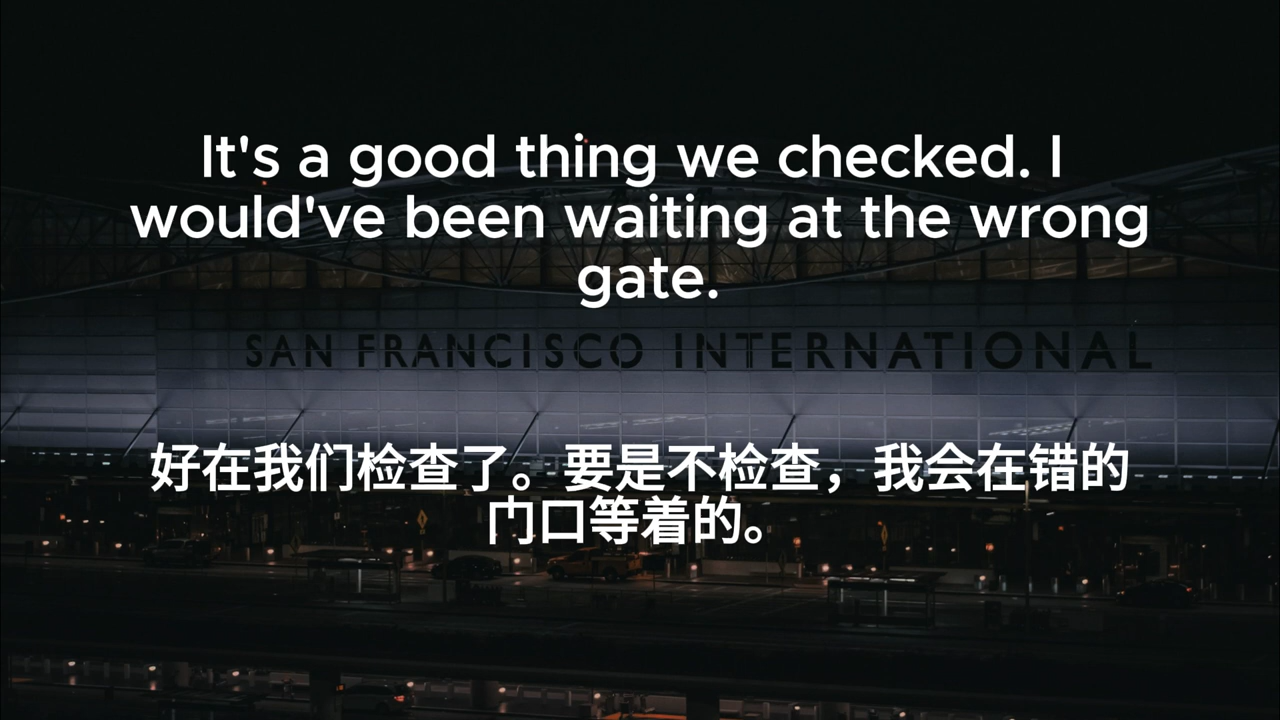 It's a good thing we checked. I
would've been waiting at the wrong
gate.
SAN FRANCISCO INTERNATIONAL
好在我们检查了。要是不检查，我会在错的
门口等着的。